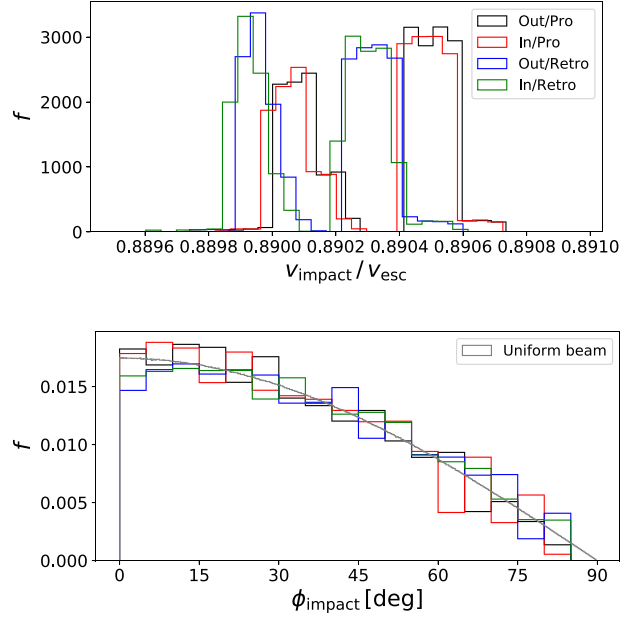 3000
2000
1000
0
f
Out/Pro
In/Pro
Out/Retro
In/Retro
0.8896 0.8898 0.8900 0.8902 0.8904 0.8906 0.8908 0.8910
v_impact / v_esc
0.015
0.010
0.005
0.000
f
Uniform beam
0 15 30 45 60 75 90
ϕ_impact [deg]